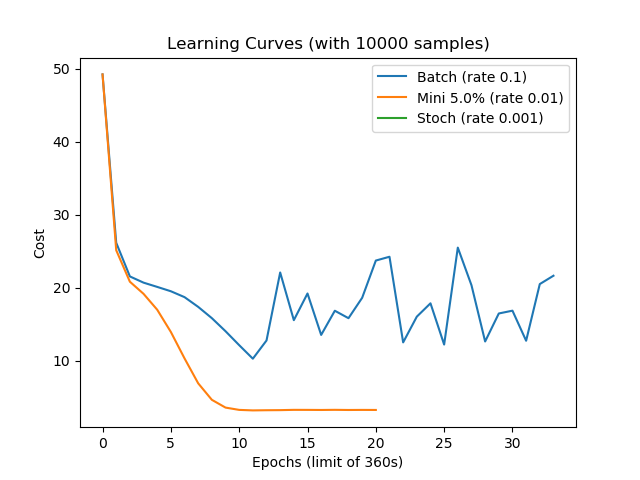 Learning Curves (with 10000 samples)
Batch (rate 0.1)
Mini 5.0% (rate 0.01)
Stoch (rate 0.001)
Cost
50
40
30
20
10
0
5
10
15
20
25
30
Epochs (limit of 360s)